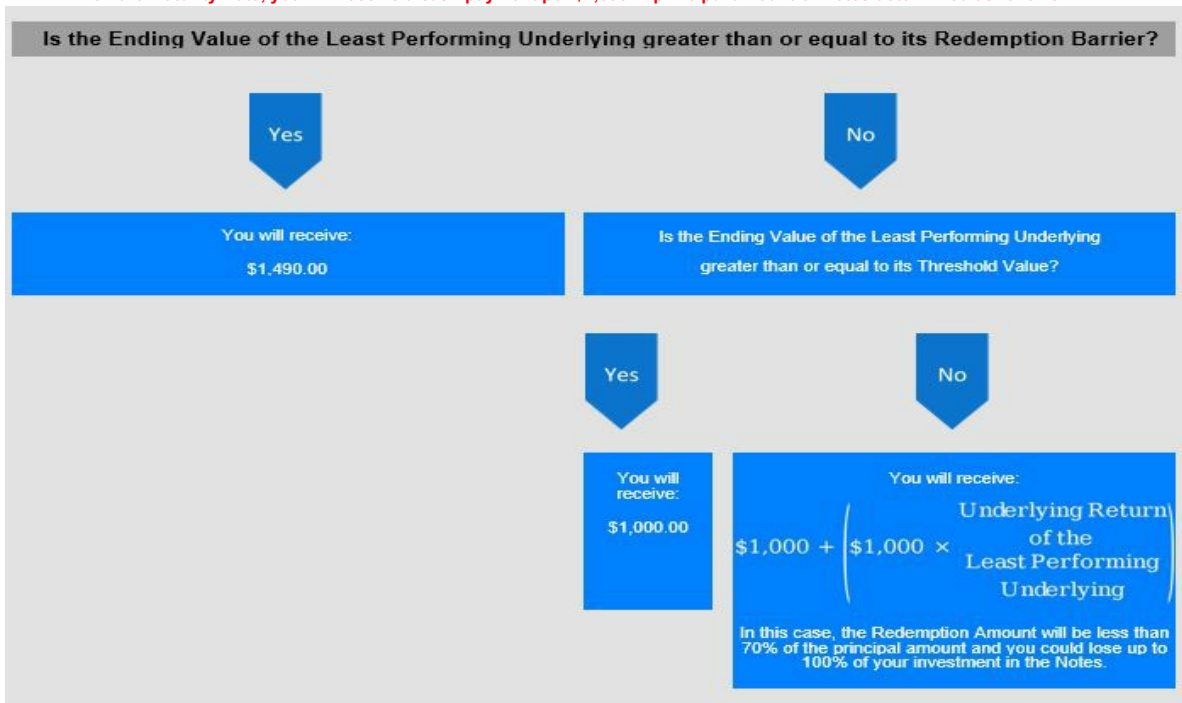 Is the Ending Value of the Least Performing Underlying greater than or equal to its Redemption Barrier?
Yes
No
You will receive:
$1,490.00
Is the Ending Value of the Least Performing Underlying
greater than or equal to its Threshold Value?
Yes
No
You will
receive:
$1,000.00
You will receive:
$1,000 + ($1,000 × Underlying Return
of the
Least Performing
Underlying)
In this case, the Redemption Amount will be less than
70% of the principal amount and you could lose up to
100% of your investment in the Notes.